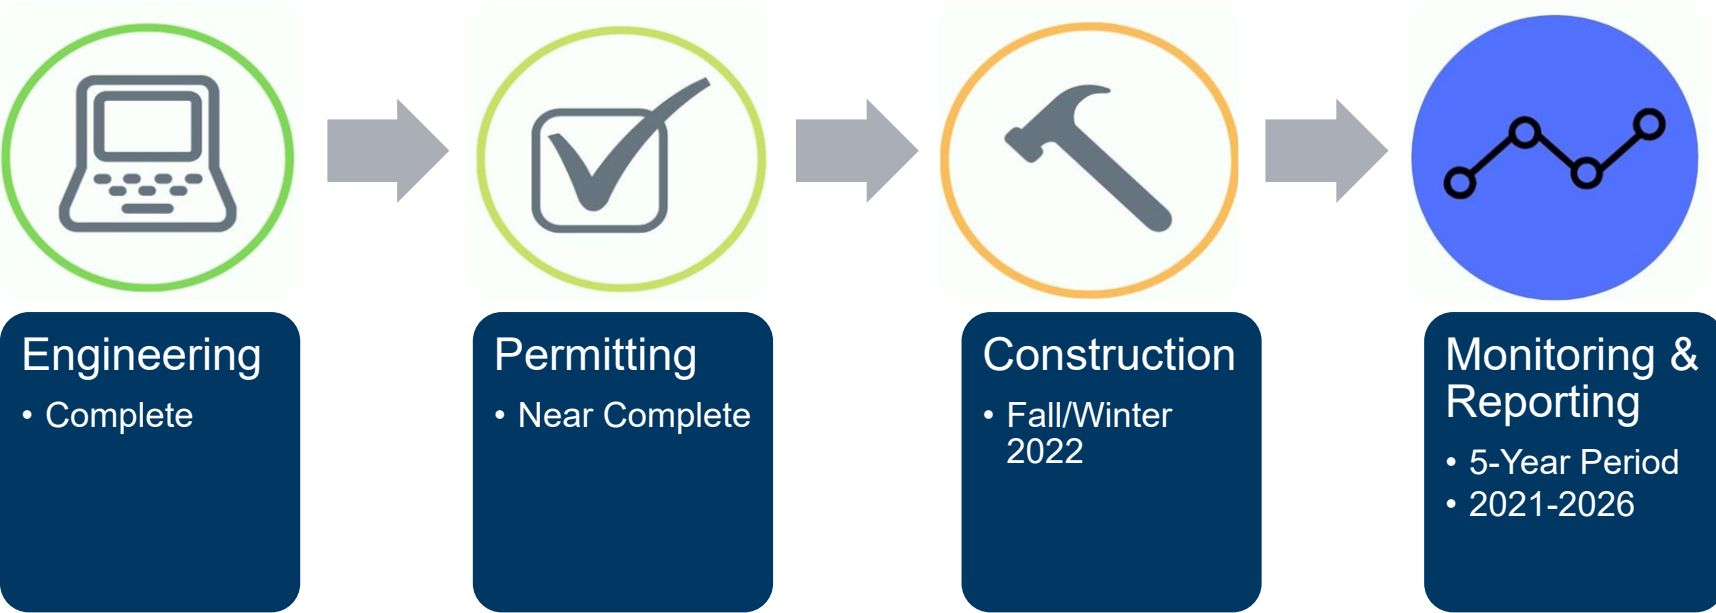 Engineering
• Complete
Permitting
• Near Complete
Construction
• Fall/Winter
2022
Monitoring &
Reporting
• 5-Year Period
• 2021-2026